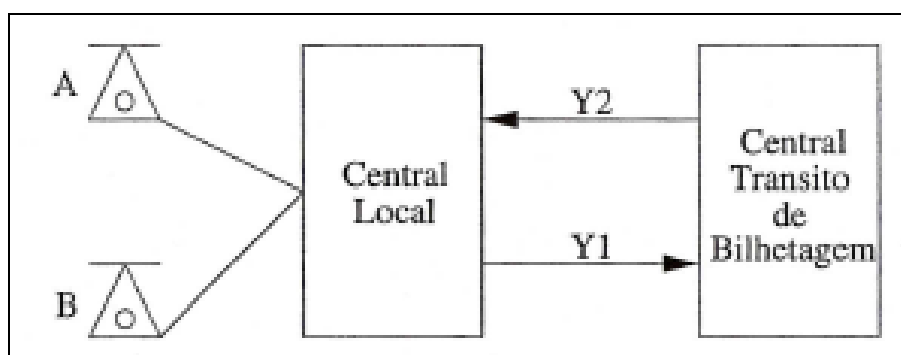 A
B
Central
Local
Y2
Y1
Central
Transito
de
Bilhetagem